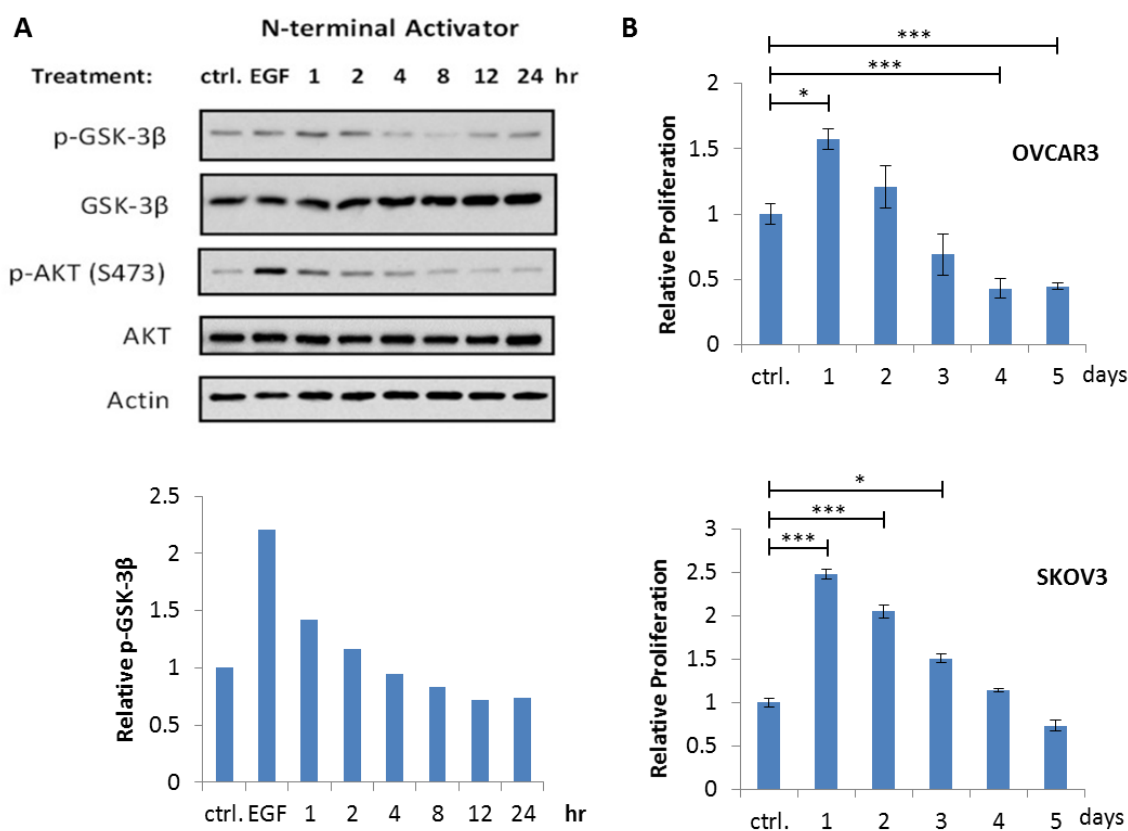 A
N-terminal Activator
Treatment: ctrl. EGF 1 2 4 8 12 24 hr
p-GSK-3β
GSK-3β
p-AKT (S473)
AKT
Actin
Relative p-GSK-3β
2.5
2
1.5
1
0.5
0
ctrl. EGF 1 2 4 8 12 24 hr
B
***
***
*
OVCAR3
Relative Proliferation
2
1.5
1
0.5
0
ctrl. 1 2 3 4 5 days
*
***
***
SKOV3
Relative Proliferation
3
2.5
2
1.5
1
0.5
0
ctrl. 1 2 3 4 5 days